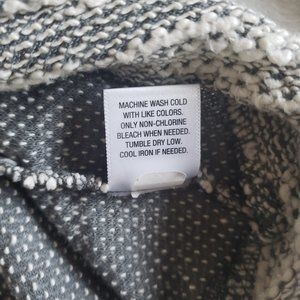 MACHINE WASH COLD
WITH LIKE COLORS.
ONLY NON-CHLORINE
BLEACH WHEN NEEDED.
TUMBLE DRY LOW.
COOL IRON IF NEEDED.